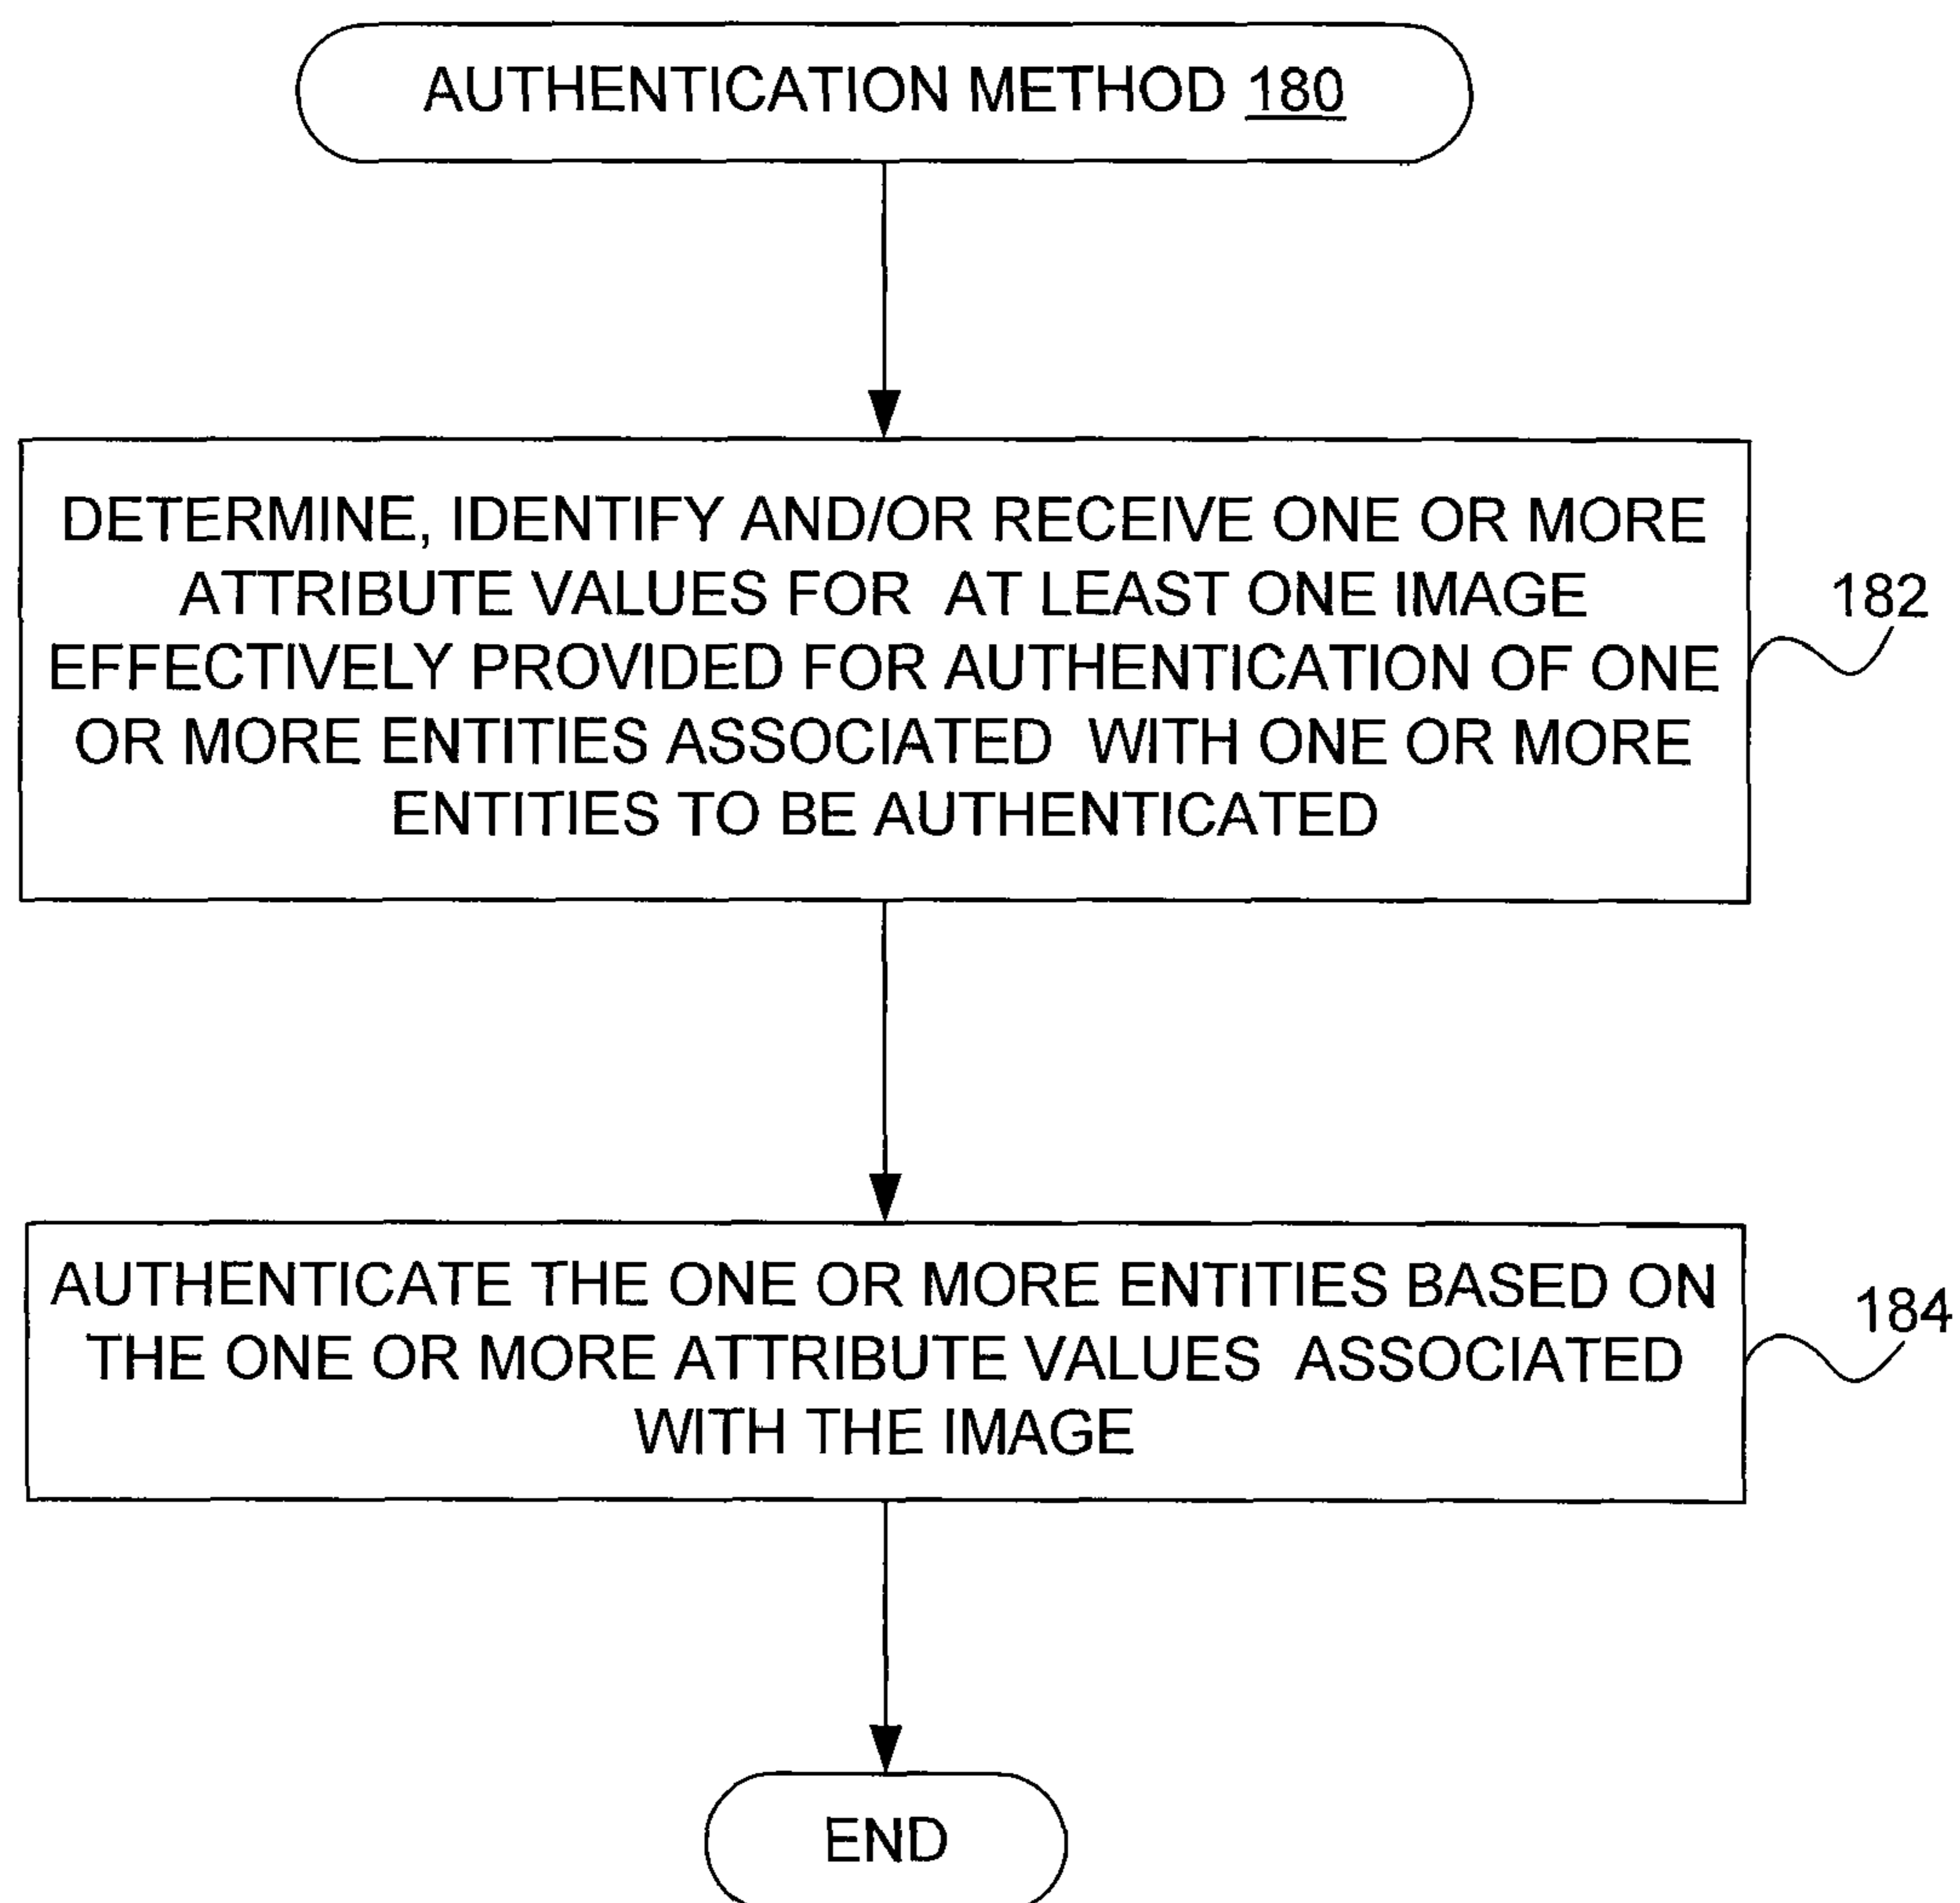 AUTHENTICATION METHOD 180
DETERMINE, IDENTIFY AND/OR RECEIVE ONE OR MORE
ATTRIBUTE VALUES FOR AT LEAST ONE IMAGE
EFFECTIVELY PROVIDED FOR AUTHENTICATION OF ONE
OR MORE ENTITIES ASSOCIATED WITH ONE OR MORE
ENTITIES TO BE AUTHENTICATED
182
AUTHENTICATE THE ONE OR MORE ENTITIES BASED ON
THE ONE OR MORE ATTRIBUTE VALUES ASSOCIATED
WITH THE IMAGE
184
END